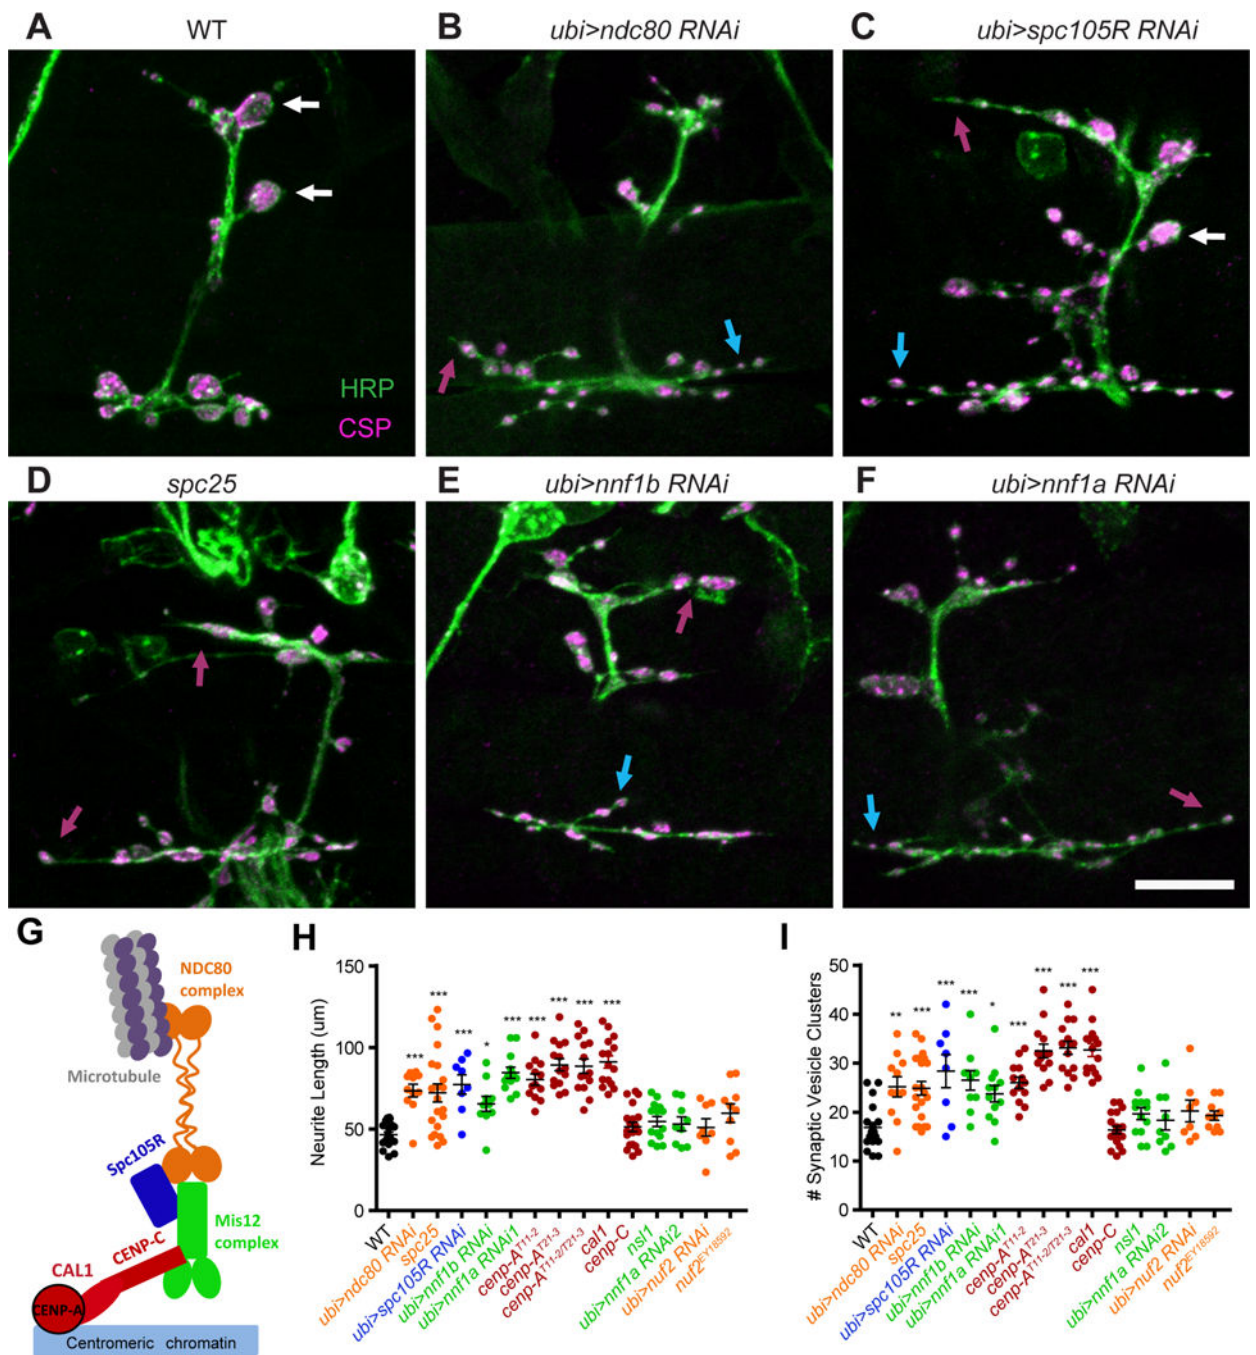 A WT
B ubi>ndc80 RNAi
C ubi>spc105R RNAi
HRP
CSP
D spc25
E ubi>nnf1b RNAi
F ubi>nnf1a RNAi
G
NDC80
complex
Microtubule
Spc105R
Mis12
complex
CENP-C
CAL1
CENP-A
Centromeric chromatin
H
Neurite Length (um)
150
100
50
0
***
***
***
*
***
***
***
***
***
WT
ubi>ndc80 RNAi
spc25
ubi>spc105R RNAi
ubi>nnf1b RNAi
ubi>nnf1a RNAi1
cenp-A^T11-2
cenp-A^T21-3
cenp-A^T11-2/T21-3
cal1
cenp-C
nsl1
ubi>nnf1a RNAi2
ubi>nuf2 RNAi
nuf2^EY18592
I
# Synaptic Vesicle Clusters
50
40
30
20
10
0
**
***
***
***
*
***
***
***
***
WT
ubi>ndc80 RNAi
spc25
ubi>spc105R RNAi
ubi>nnf1b RNAi
ubi>nnf1a RNAi1
cenp-A^T11-2
cenp-A^T21-3
cenp-A^T11-2/T21-3
cal1
cenp-C
nsl1
ubi>nnf1a RNAi2
ubi>nuf2 RNAi
nuf2^EY18592